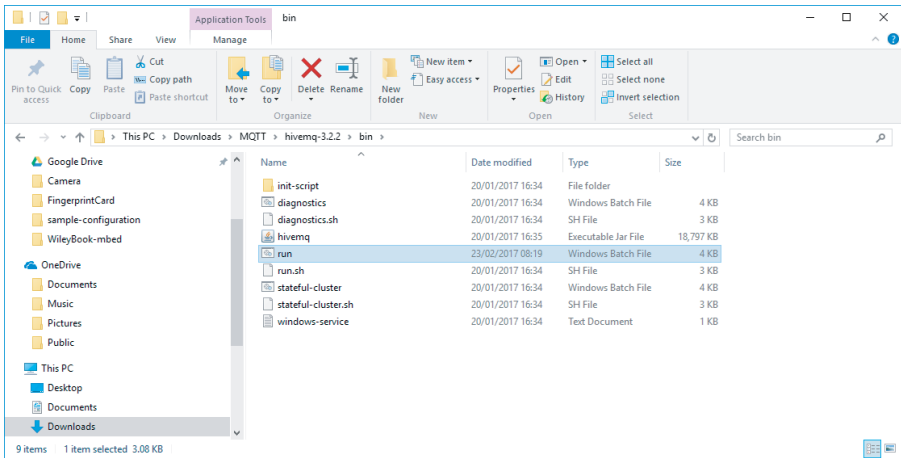 Application Tools bin
File Home Share View Manage
Pin to Quick access
Copy
Paste
Cut
Copy path
Paste shortcut
Clipboard
Move to
Copy to
Delete
Rename
Organize
New folder
New item
Easy access
New
Properties
Open
Edit
History
Open
Select all
Select none
Invert selection
Select
This PC > Downloads > MQTT > hivemq-3.2.2 > bin >
Search bin
Google Drive
Camera
FingerprintCard
sample-configuration
WileyBook-mbed
OneDrive
Documents
Music
Pictures
Public
This PC
Desktop
Documents
Downloads
Name Date modified Type Size
init-script 20/01/2017 16:34 File folder
diagnostics 20/01/2017 16:34 Windows Batch File 4 KB
diagnostics.sh 20/01/2017 16:34 SH File 3 KB
hivemq 20/01/2017 16:35 Executable Jar File 18,797 KB
run 23/02/2017 08:19 Windows Batch File 4 KB
run.sh 20/01/2017 16:34 SH File 3 KB
stateful-cluster 20/01/2017 16:34 Windows Batch File 4 KB
stateful-cluster.sh 20/01/2017 16:34 SH File 3 KB
windows-service 20/01/2017 16:34 Text Document 1 KB
9 items 1 item selected 3.08 KB